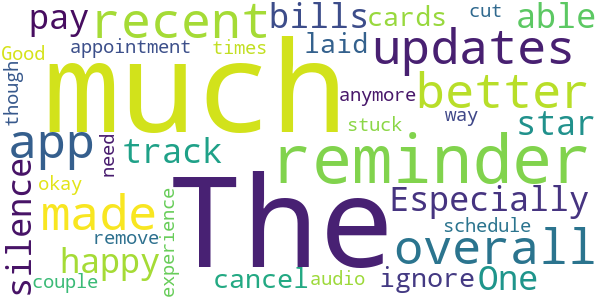 pay recent bills cards cut able
Good appointment times laid updates
though much anymore better
app track stuck way star
need reminder
silence okay made The Especially
remove experience schedule overall
happy
couple cancel audio ignore One